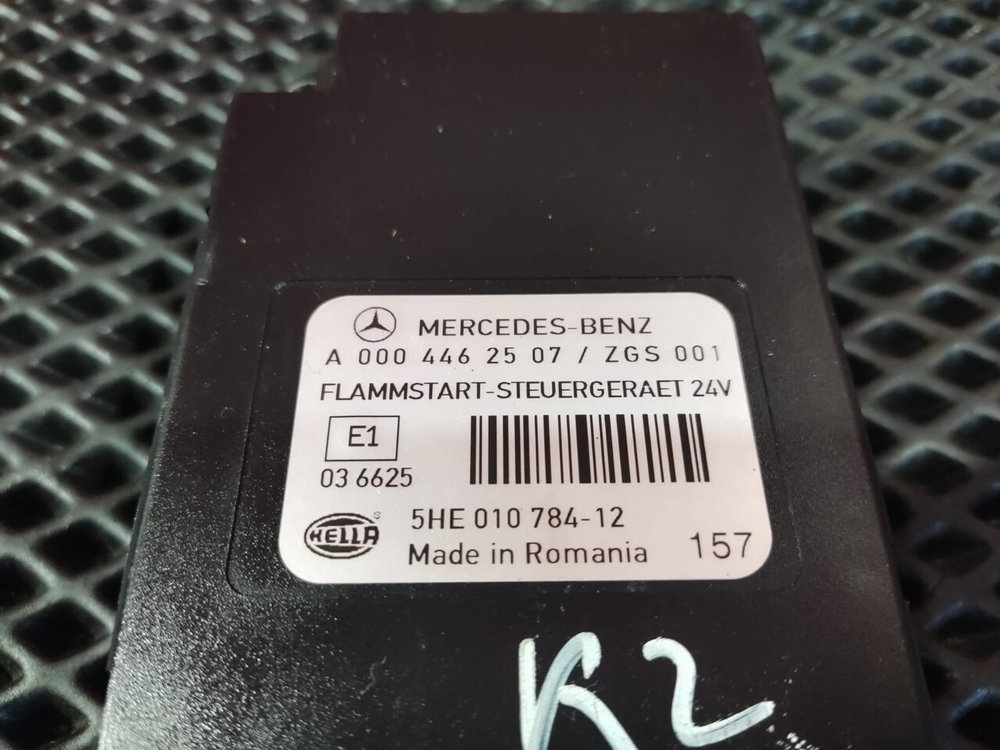 MERCEDES-BENZ
A 000 446 25 07 / ZGS 001
FLAMMSTART-STEUERGERAET 24V
E1
03 6625
HELLA
5HE 010 784-12
Made in Romania 157
K2